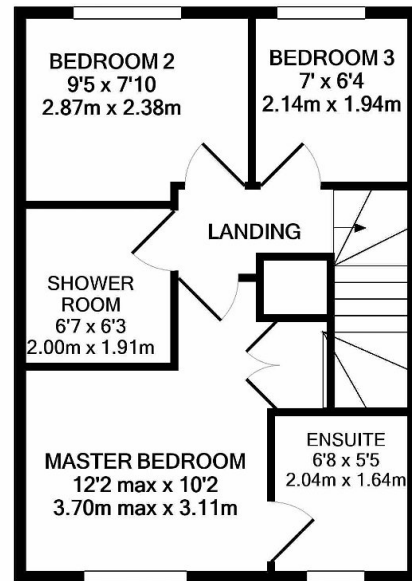 BEDROOM 2
9'5 x 7'10
2.87m x 2.38m
BEDROOM 3
7' x 6'4
2.14m x 1.94m
LANDING
SHOWER
ROOM
6'7 x 6'3
2.00m x 1.91m
MASTER BEDROOM
12'2 max x 10'2
3.70m max x 3.11m
ENSUITE
6'8 x 5'5
2.04m x 1.64m